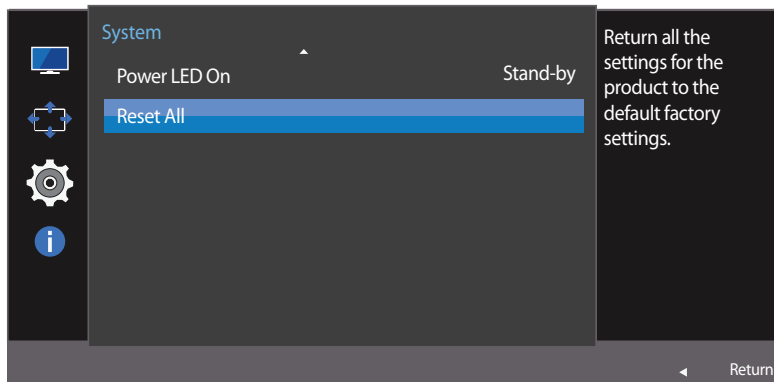 System
Power LED On Stand-by
Reset All
Return all the
settings for the
product to the
default factory
settings.
Return